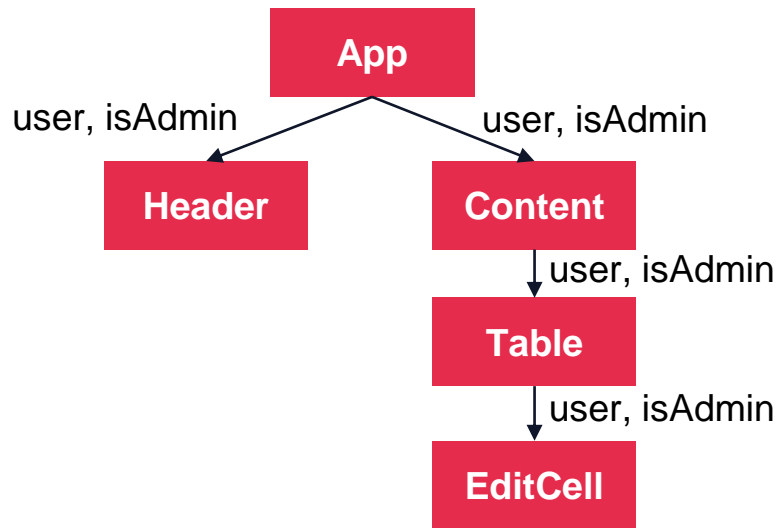 App
user, isAdmin
user, isAdmin
Header
Content
user, isAdmin
Table
user, isAdmin
EditCell